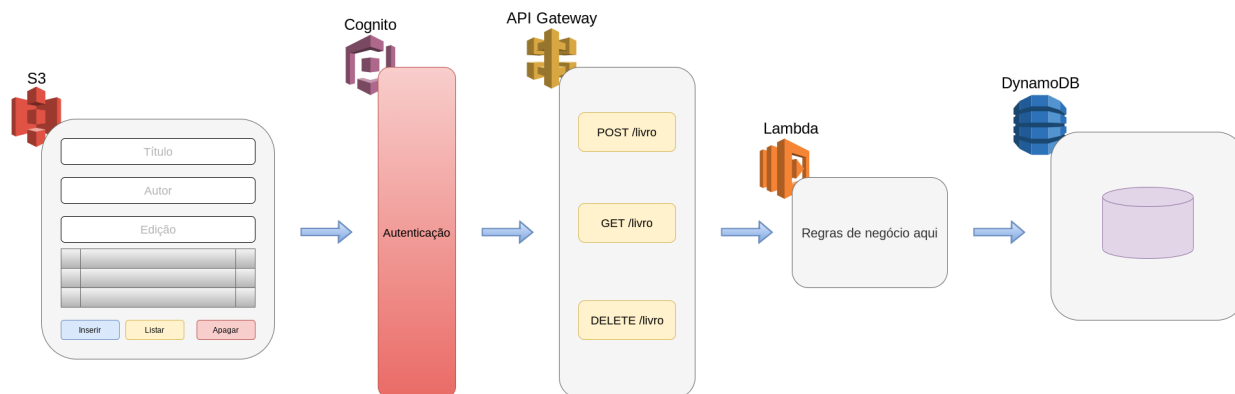 S3
Título
Autor
Edição
Inserir
Listar
Apagar
Cognito
Autenticação
API Gateway
POST /livro
GET /livro
DELETE /livro
Lambda
Regras de negócio aqui
DynamoDB